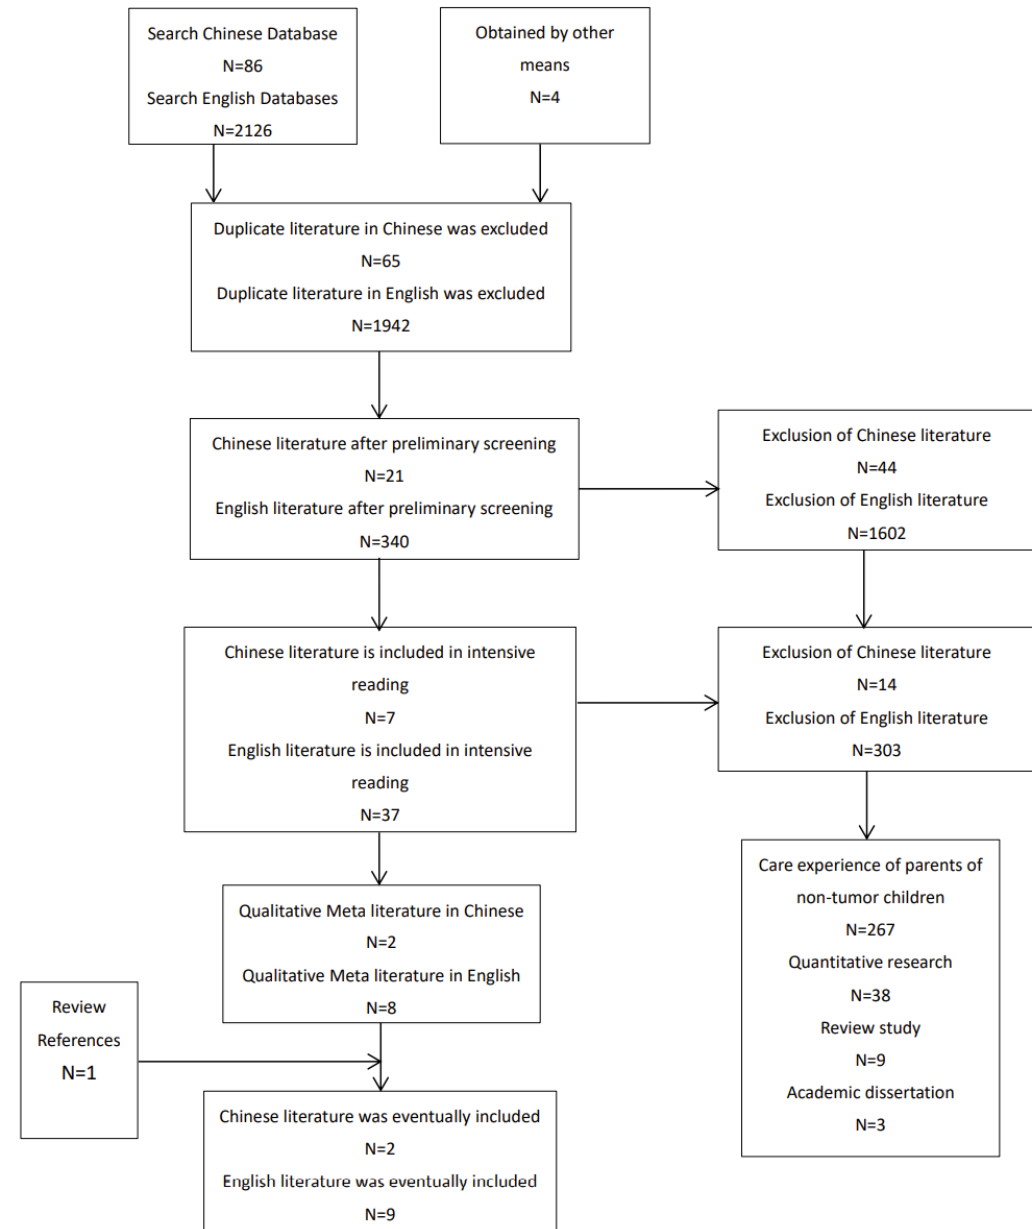 Search Chinese Database
N=86
Search English Databases
N=2126
Obtained by other
means
N=4
Duplicate literature in Chinese was excluded
N=65
Duplicate literature in English was excluded
N=1942
Chinese literature after preliminary screening
N=21
English literature after preliminary screening
N=340
Exclusion of Chinese literature
N=44
Exclusion of English literature
N=1602
Chinese literature is included in intensive
reading
N=7
English literature is included in intensive
reading
N=37
Exclusion of Chinese literature
N=14
Exclusion of English literature
N=303
Care experience of parents of
non-tumor children
N=267
Quantitative research
N=38
Review study
N=9
Academic dissertation
N=3
Qualitative Meta literature in Chinese
N=2
Qualitative Meta literature in English
N=8
Review
References
N=1
Chinese literature was eventually included
N=2
English literature was eventually included
N=9